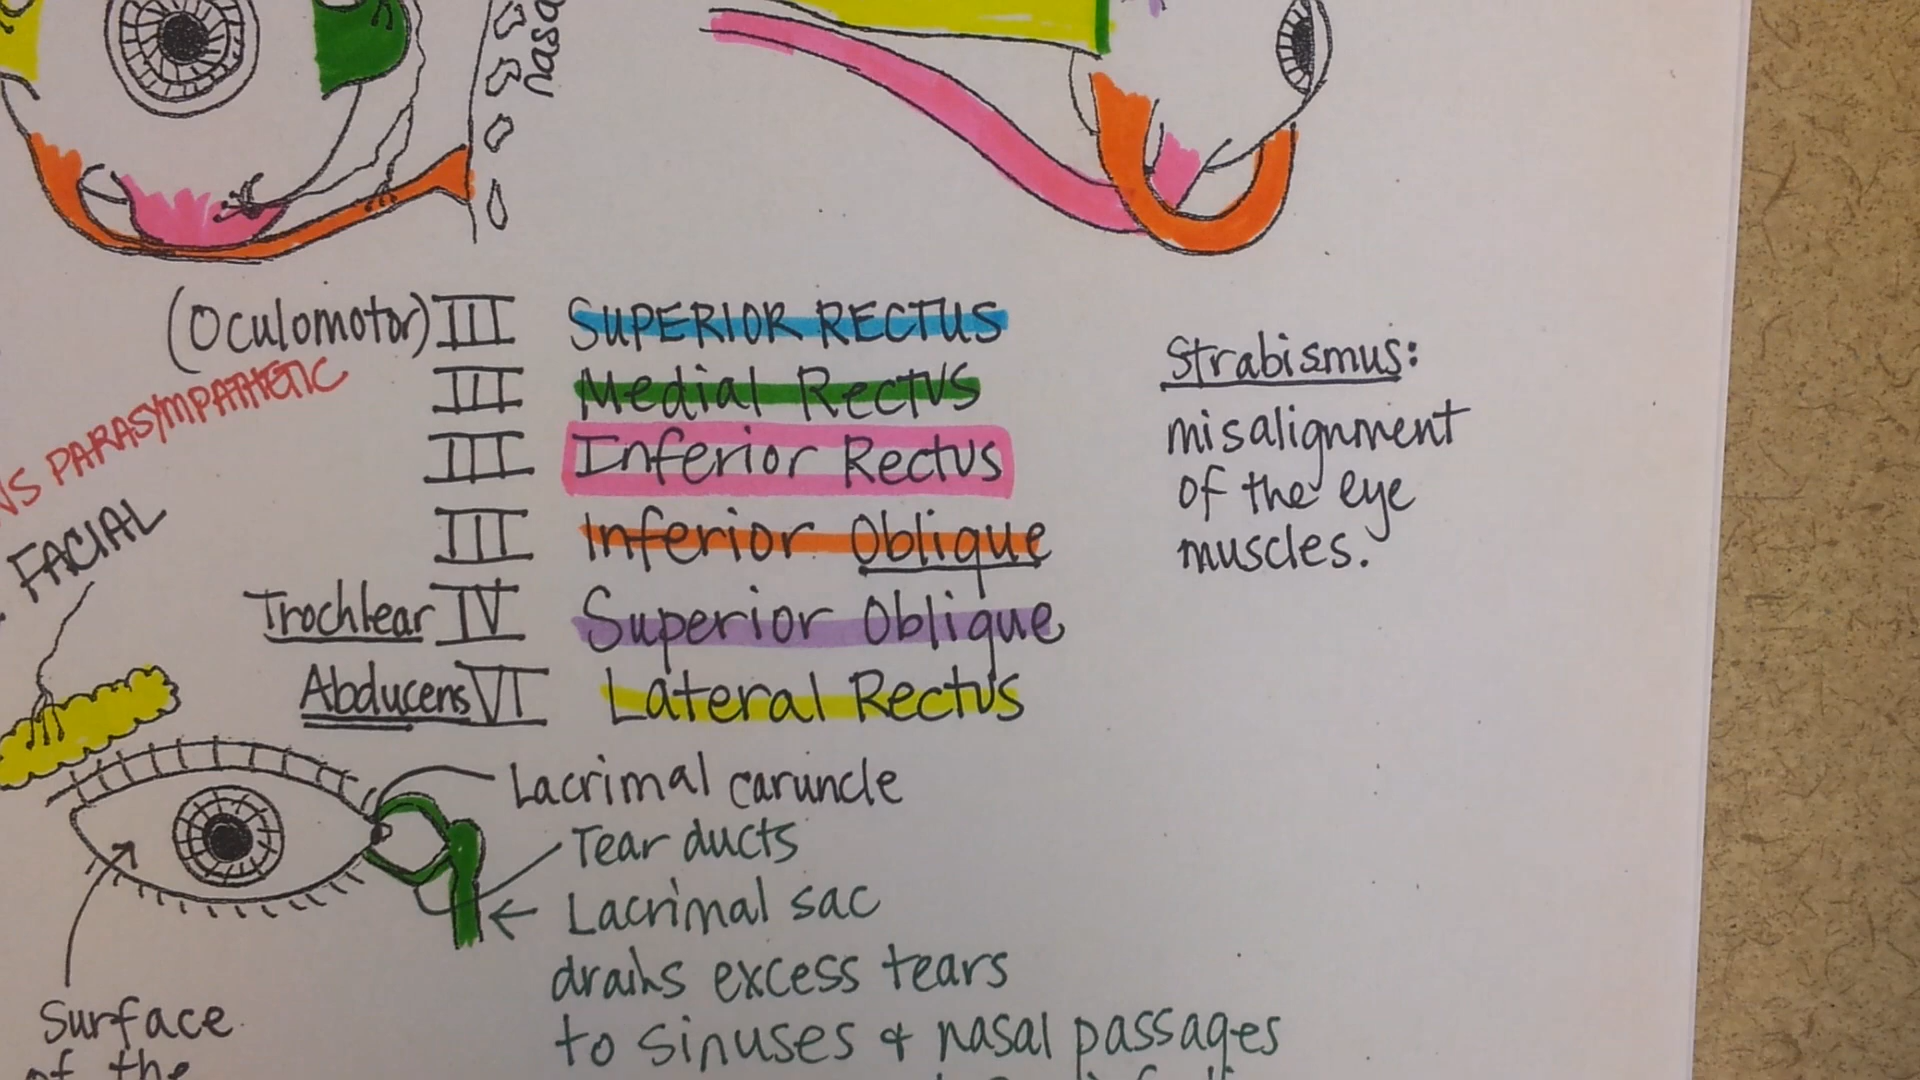 (Oculomotor) III SUPERIOR RECTUS
III Medial Rectus
III Inferior Rectus
III Inferior Oblique
Trochlear IV Superior Oblique
Abducens VI Lateral Rectus
Strabismus:
misalignment
of the eye
muscles.
PARASYMPATHETIC
FACIAL
Lacrimal caruncle
Tear ducts
← Lacrimal sac
drains excess tears
to sinuses & nasal passages
Surface
of the